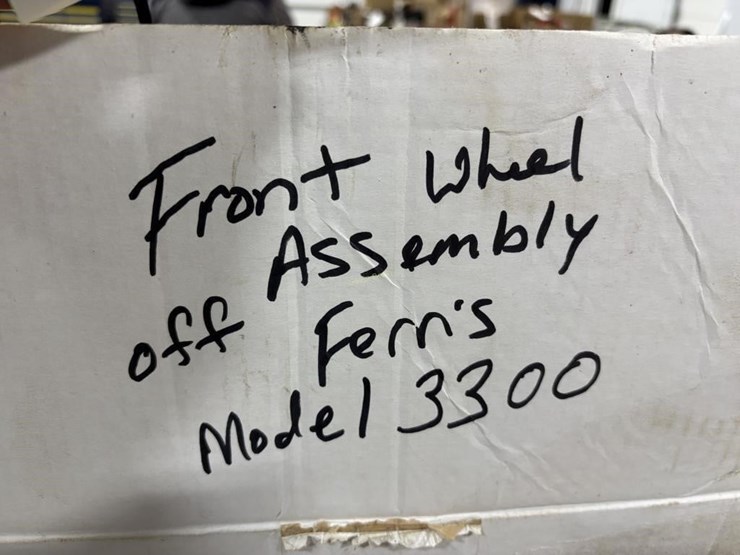 Front Wheel
Assembly
off Ferris
Model 3300